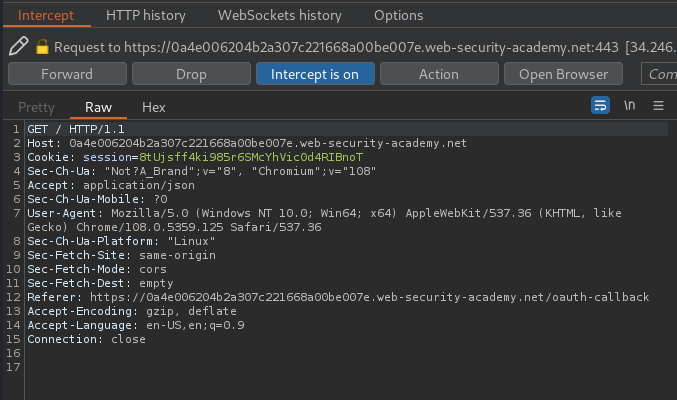 Intercept HTTP history WebSockets history Options
Request to https://0a4e006204b2a307c221668a00be007e.web-security-academy.net:443 [34.246.
Forward Drop Intercept is on Action Open Browser Com
Pretty Raw Hex \n
1 GET / HTTP/1.1
2 Host: 0a4e006204b2a307c221668a00be007e.web-security-academy.net
3 Cookie: session=8tUjsff4ki985r6SMcYhVicOd4RIBnoT
4 Sec-Ch-Ua: "Not?A_Brand";v="8", "Chromium";v="108"
5 Accept: application/json
6 Sec-Ch-Ua-Mobile: ?0
7 User-Agent: Mozilla/5.0 (Windows NT 10.0; Win64; x64) AppleWebKit/537.36 (KHTML, like
Gecko) Chrome/108.0.5359.125 Safari/537.36
8 Sec-Ch-Ua-Platform: "Linux"
9 Sec-Fetch-Site: same-origin
10 Sec-Fetch-Mode: cors
11 Sec-Fetch-Dest: empty
12 Referer: https://0a4e006204b2a307c221668a00be007e.web-security-academy.net/oauth-callback
13 Accept-Encoding: gzip, deflate
14 Accept-Language: en-US,en;q=0.9
15 Connection: close
16
17